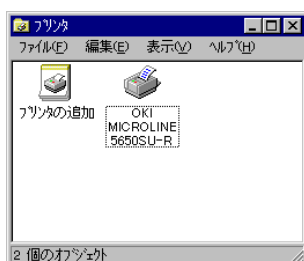 プリンタ
ファイル(F) 編集(E) 表示(V) ヘルプ(H)
プリンタの追加
OKI
MICROLINE
5650SU-R
2 個のオブジェクト